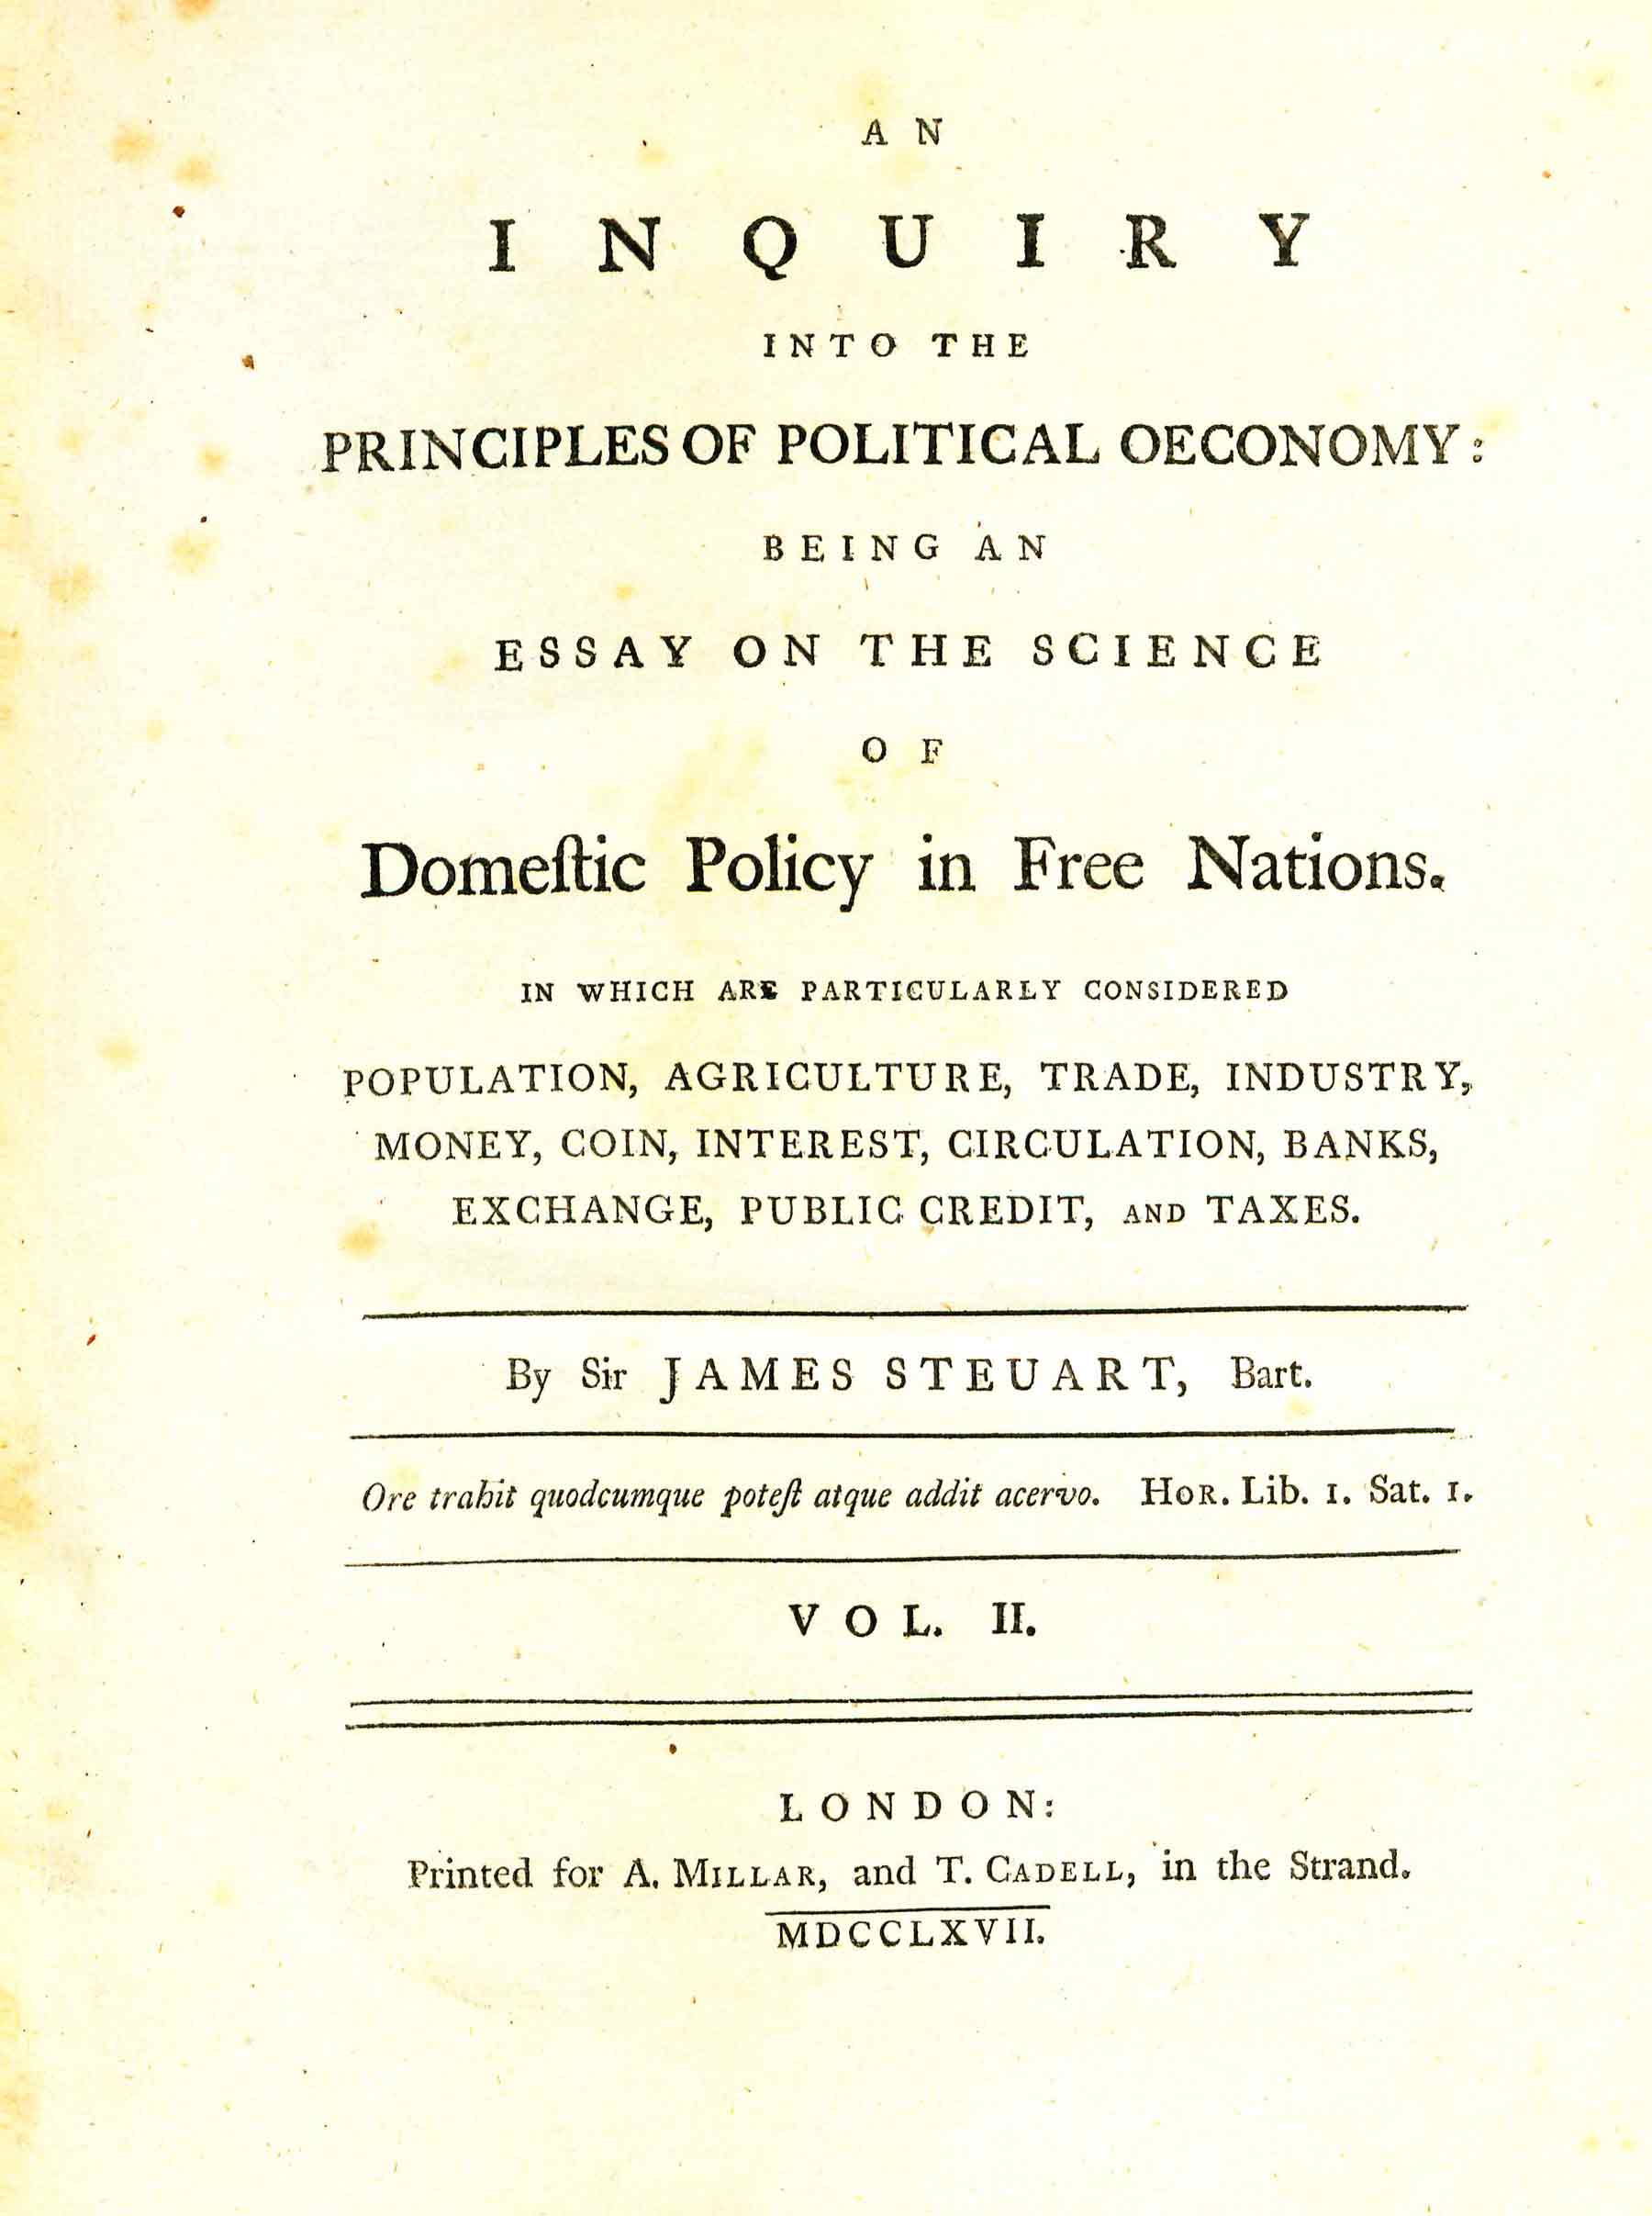 AN
INQUIRY
INTO THE
PRINCIPLES OF POLITICAL OECONOMY:
BEING AN
ESSAY ON THE SCIENCE
OF
Domeſtic Policy in Free Nations.
IN WHICH ARE PARTICULARLY CONSIDERED
POPULATION, AGRICULTURE, TRADE, INDUSTRY,
MONEY, COIN, INTEREST, CIRCULATION, BANKS,
EXCHANGE, PUBLIC CREDIT, AND TAXES.
By Sir JAMES STEUART, Bart.
Ore trahit quodcumque poteſt atque addit acervo. HOR. Lib. 1. Sat. 1.
VOL. II.
LONDON:
Printed for A. MILLAR, and T. CADELL, in the Strand.
MDCCLXVII.